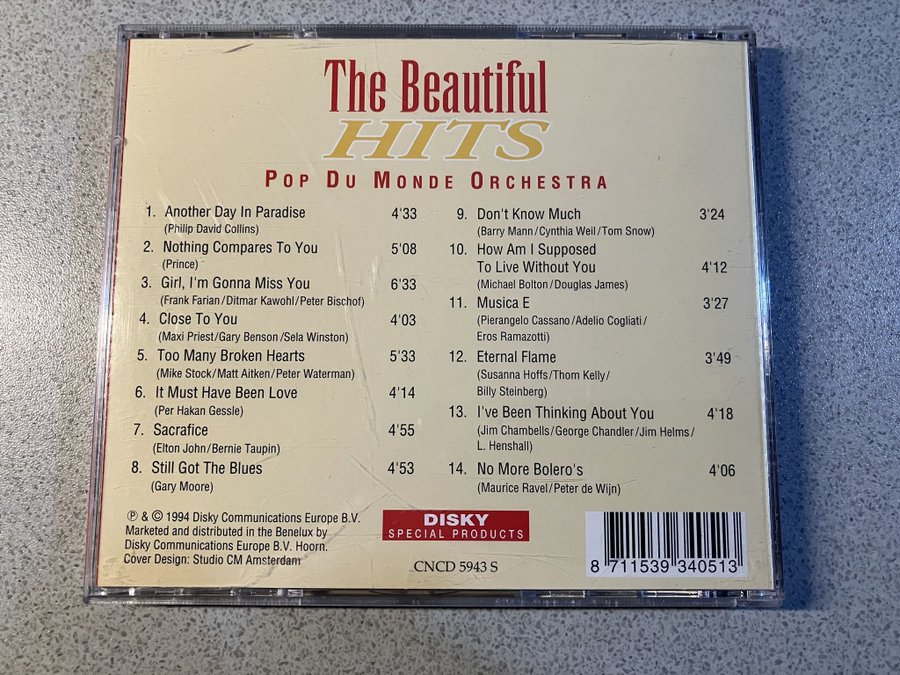 The Beautiful
HITS
POP DU MONDE ORCHESTRA
1. Another Day In Paradise 4'33
(Philip David Collins)
2. Nothing Compares To You 5'08
(Prince)
3. Girl, I'm Gonna Miss You 6'33
(Frank Farian/Ditmar Kawohl/Peter Bischof)
4. Close To You 4'03
(Maxi Priest/Gary Benson/Sela Winston)
5. Too Many Broken Hearts 5'33
(Mike Stock/Matt Aitken/Peter Waterman)
6. It Must Have Been Love 4'14
(Per Hakan Gessle)
7. Sacrafice 4'55
(Elton John/Bernie Taupin)
8. Still Got The Blues 4'53
(Gary Moore)
9. Don't Know Much 3'24
(Barry Mann/Cynthia Weil/Tom Snow)
10. How Am I Supposed
To Live Without You 4'12
(Michael Bolton/Douglas James)
11. Musica E 3'27
(Pierangelo Cassano/Adelio Cogliati/
Eros Ramazotti)
12. Eternal Flame 3'49
(Susanna Hoffs/Thom Kelly/
Billy Steinberg)
13. I've Been Thinking About You 4'18
(Jim Chambells/George Chandler/Jim Helms/
L. Henshall)
14. No More Bolero's 4'06
(Maurice Ravel/Peter de Wijn)
℗ & © 1994 Disky Communications Europe B.V.
Marketed and distributed in the Benelux by
Disky Communications Europe B.V. Hoorn.
Cover Design: Studio CM Amsterdam
DISKY
SPECIAL PRODUCTS
CNCD 5943 S
8 711539 340513